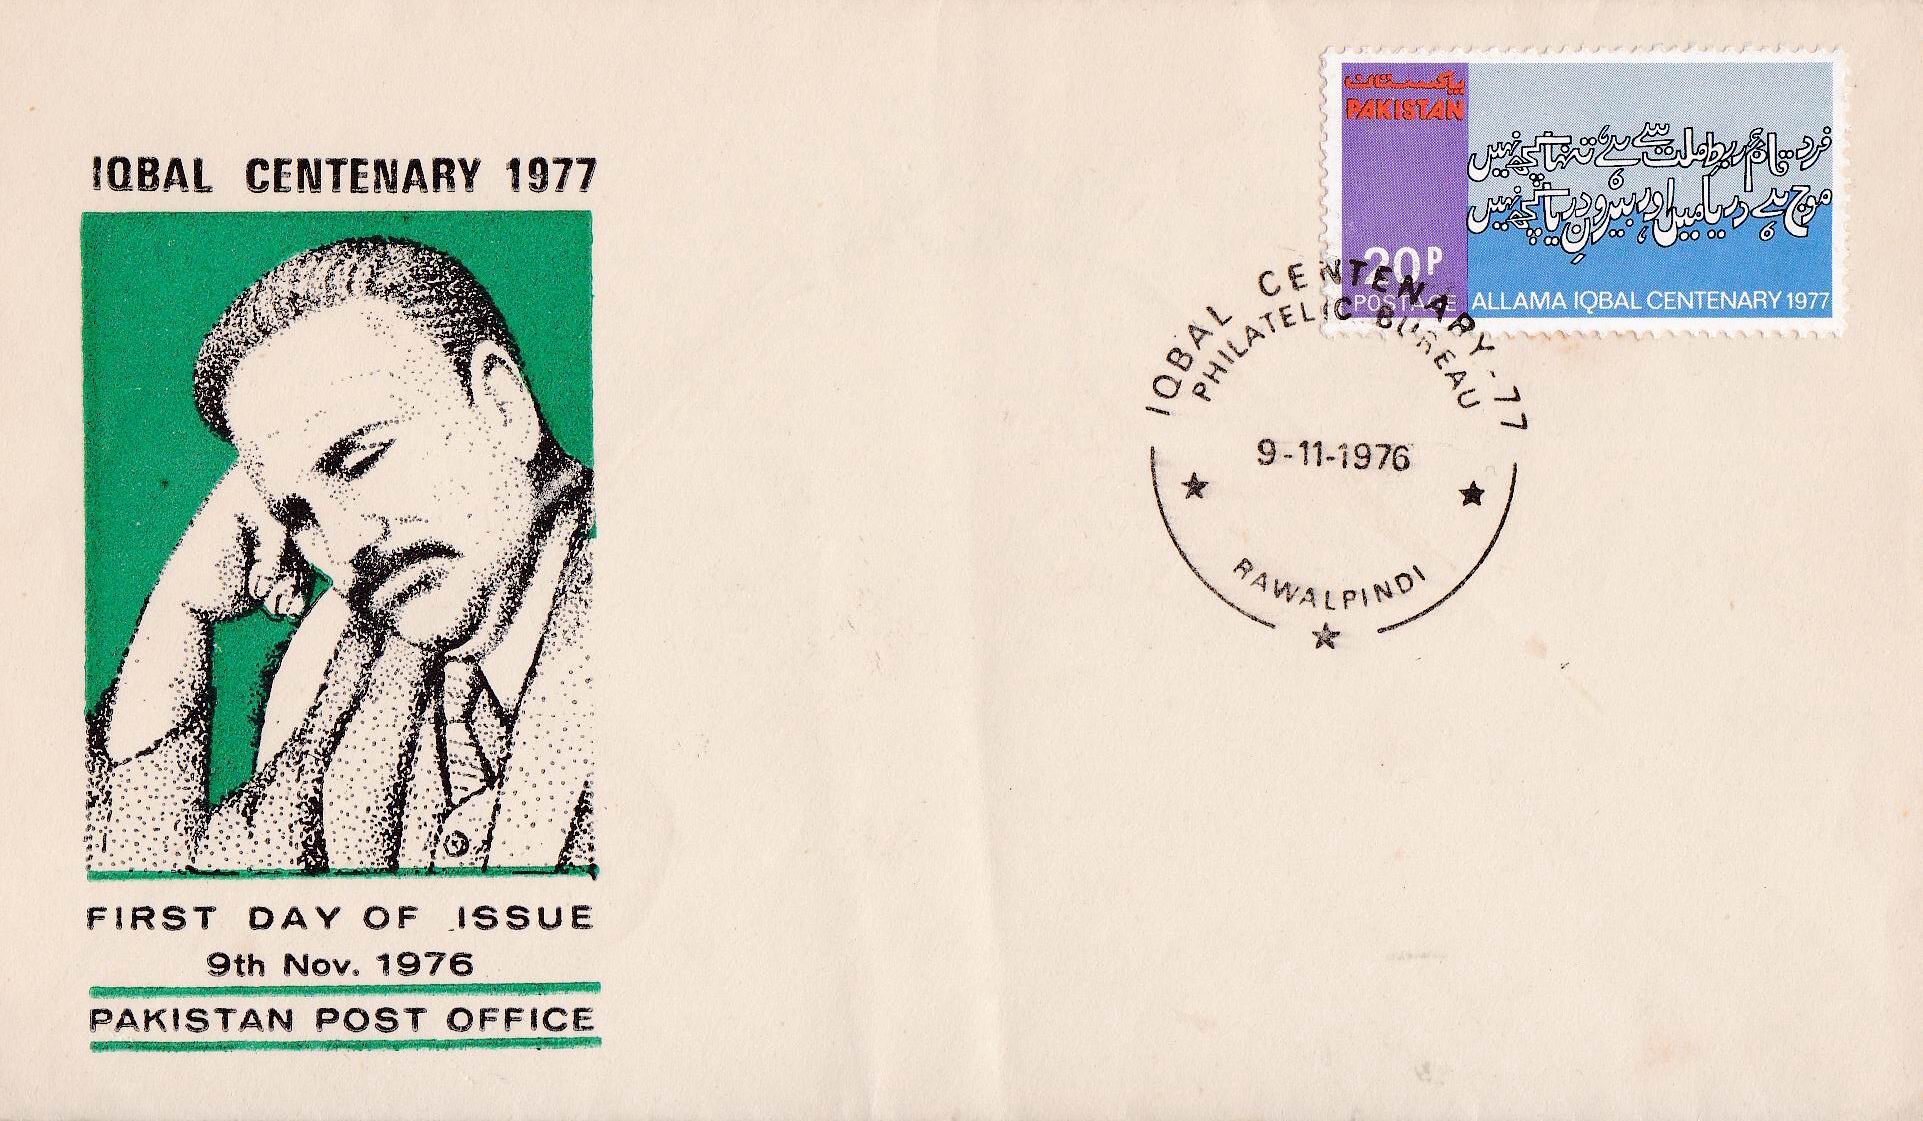 IQBAL CENTENARY 1977
FIRST DAY OF ISSUE
9th Nov. 1976
PAKISTAN POST OFFICE
پاکستان
PAKISTAN
فرد قائم ربط ملت سے ہے تنہا کچھ نہیں
موج ہے دریا میں اور بیرون دریا کچھ نہیں
20P
POSTAGE
ALLAMA IQBAL CENTENARY 1977
IQBAL CENTENARY-77
PHILATELIC BUREAU
9-11-1976
RAWALPINDI